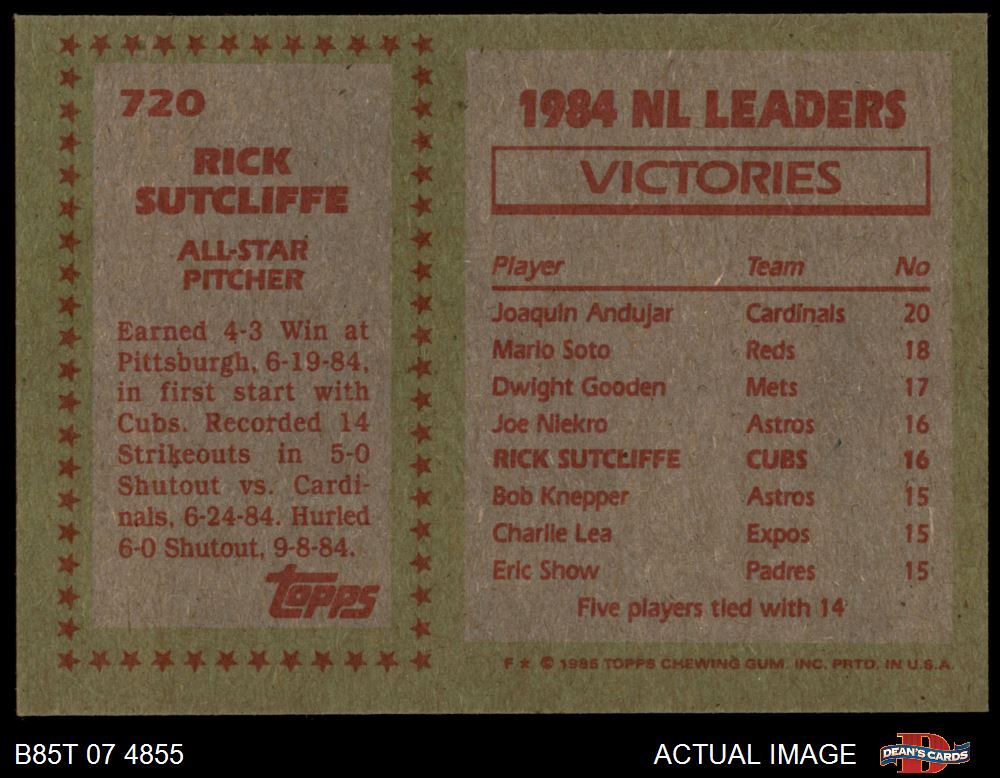 720
RICK
SUTCLIFFE
ALL-STAR
PITCHER
Earned 4-3 Win at
Pittsburgh, 6-19-84,
in first start with
Cubs. Recorded 14
Strikeouts in 5-0
Shutout vs. Cardi-
nals, 6-24-84. Hurled
6-0 Shutout, 9-8-84.
TOPPS
1984 NL LEADERS
VICTORIES
Player Team No
Joaquin Andujar Cardinals 20
Mario Soto Reds 18
Dwight Gooden Mets 17
Joe Niekro Astros 16
RICK SUTCLIFFE CUBS 16
Bob Knepper Astros 15
Charlie Lea Expos 15
Eric Show Padres 15
Five players tied with 14
F * © 1985 TOPPS CHEWING GUM, INC. PRTD. IN U.S.A.
B85T 07 4855
ACTUAL IMAGE
D
DEAN'S CARDS